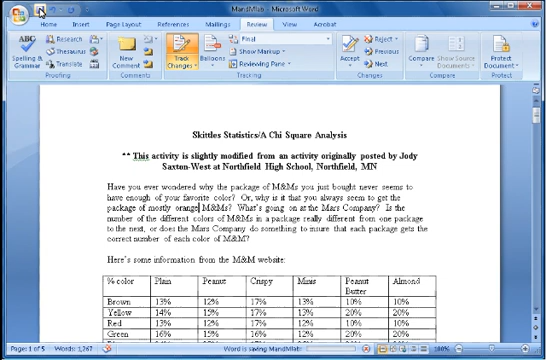 MandMlab - Microsoft Word
Home Insert Page Layout References Mailings Review View Acrobat
ABC Research Final Reject
Thesaurus Show Markup Previous
Translate Reviewing Pane Next
Spelling & Grammar New Comment Track Changes Balloons Accept Compare Show Source Documents Protect Document
Proofing Comments Tracking Changes Compare Protect
Skittles Statistics/A Chi Square Analysis
** This activity is slightly modified from an activity originally posted by Jody
Saxton-West at Northfield High School, Northfield, MN
Have you ever wondered why the package of M&Ms you just bought never seems to
have enough of your favorite color? Or, why is it that you always seem to get the
package of mostly orange M&Ms? What's going on at the Mars Company? Is the
number of the different colors of M&Ms in a package really different from one package
to the next, or does the Mars Company do something to insure that each package gets the
correct number of each color of M&M?
Here's some information from the M&M website:
% color Plain Peanut Crispy Minis Peanut Butter Almond
Brown 13% 12% 17% 13% 10% 10%
Yellow 14% 15% 17% 13% 20% 20%
Red 13% 12% 17% 12% 10% 10%
Green 16% 15% 16% 12% 20% 20%
Page: 1 of 5 Words: 1,267 Word is saving MandMlab: 100%